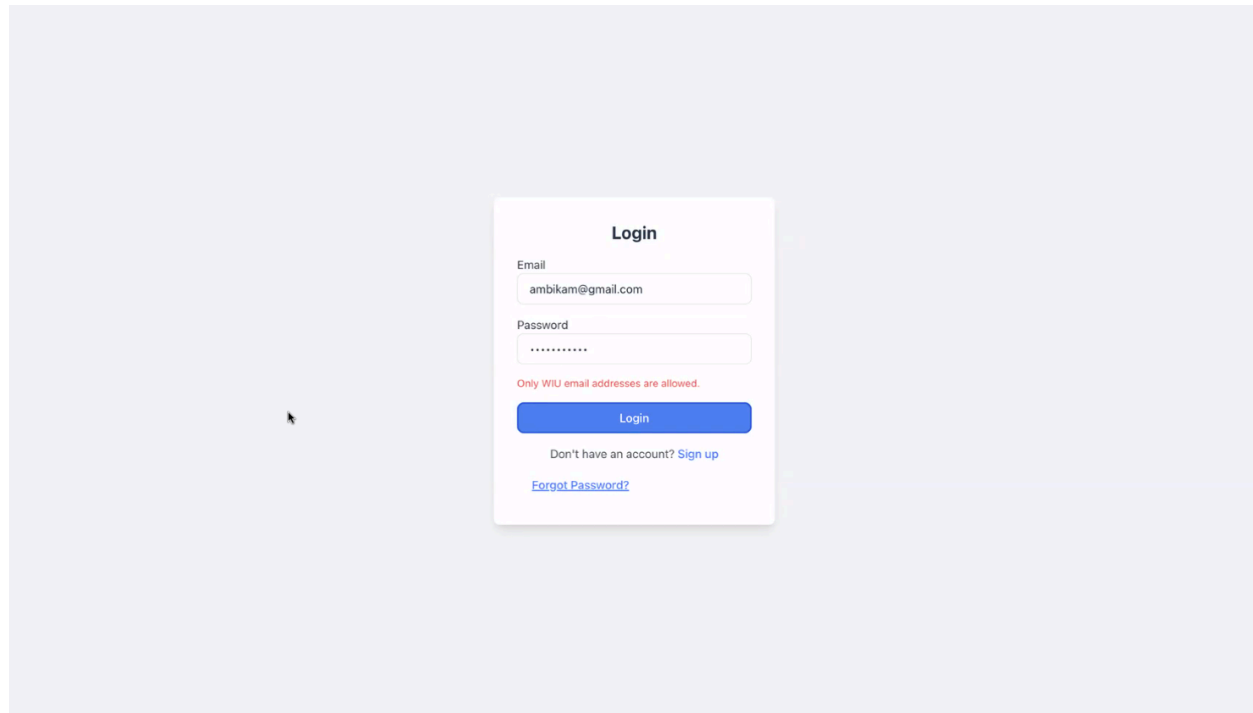 Login
Email
ambikam@gmail.com
Password
•••••••••••
Only WIU email addresses are allowed.
Login
Don't have an account? Sign up
Forgot Password?